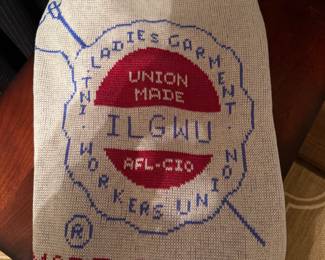 INT'L LADIES GARMENT WORKERS UNION
UNION
MADE
ILGWU
AFL-CIO
®